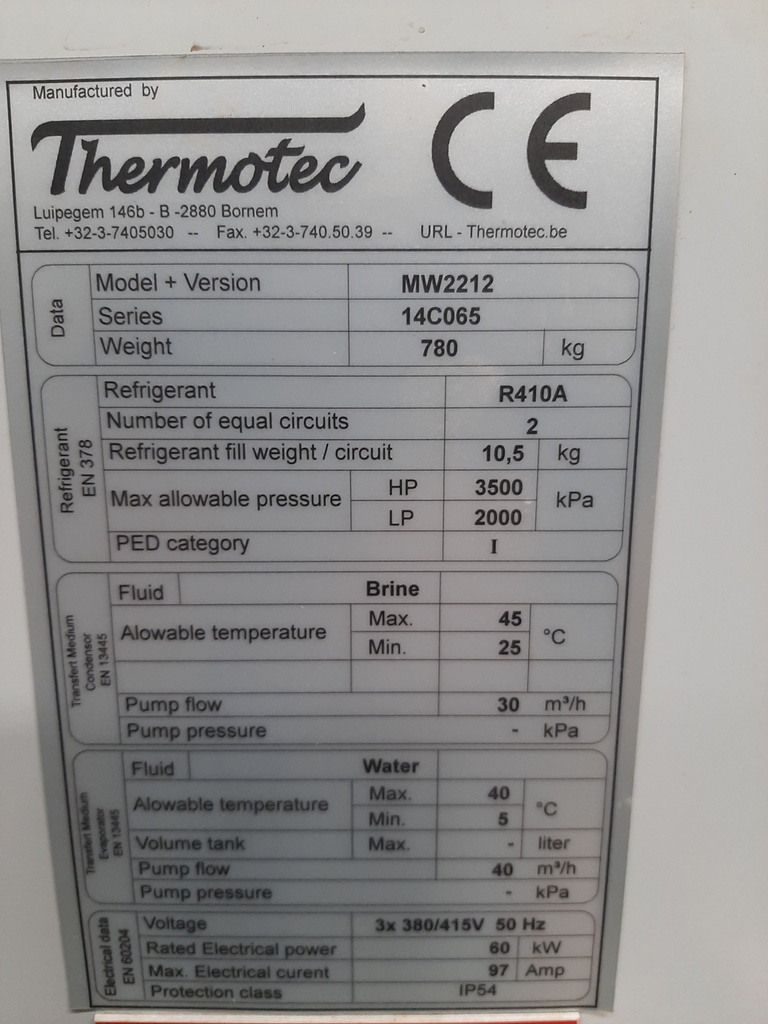 Manufactured by
Thermotec
CE
Luipegem 146b - B -2880 Bornem
Tel. +32-3-7405030 -- Fax. +32-3-740.50.39 -- URL - Thermotec.be
Data
Model + Version MW2212
Series 14C065
Weight 780 kg
Refrigerant
EN 378
Refrigerant R410A
Number of equal circuits 2
Refrigerant fill weight / circuit 10,5 kg
Max allowable pressure HP 3500 kPa
LP 2000
PED category I
Transfert Medium
Condensor
EN 13445
Fluid Brine
Alowable temperature Max. 45 °C
Min. 25
Pump flow 30 m³/h
Pump pressure - kPa
Transfert Medium
Evaporator
EN 13445
Fluid Water
Alowable temperature Max. 40 °C
Min. 5
Volume tank Max. - liter
Pump flow 40 m³/h
Pump pressure - kPa
Electrical data
EN 60204
Voltage 3x 380/415V 50 Hz
Rated Electrical power 60 kW
Max. Electrical curent 97 Amp
Protection class IP54